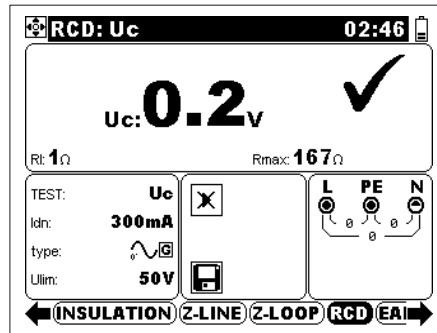 RCD: Uc 02:46
Uc: 0.2V
Rl: 1Ω Rmax: 167Ω
TEST: Uc
Idn: 300mA
type: G
Ulim: 50V
L PE N
0 0
0
INSULATION Z-LINE Z-LOOP RCD EAI